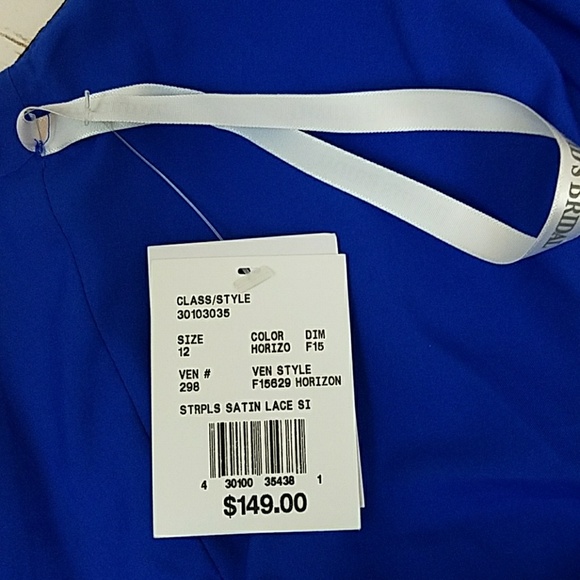 D'S BRIDAL
CLASS/STYLE
30103035
SIZE COLOR DIM
12 HORIZO F15
VEN # VEN STYLE
298 F15629 HORIZON
STRPLS SATIN LACE SI
4 30100 35438 1
$149.00